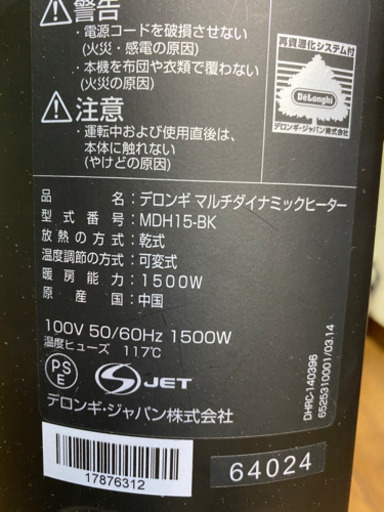 警告
・電源コードを破損させない
(火災・感電の原因)
・本機を布団や衣類で覆わない
(火災の原因)
注意
・運転中および使用直後は、
本体に触れない
(やけどの原因)
再資源化システム付
DeLonghi
デロンギ・ジャパン株式会社
品名:デロンギ マルチダイナミックヒーター
型式番号:MDH15-BK
放熱の方式:乾式
温度調節の方式:可変式
暖房能力:1500W
原産国:中国
100V 50/60Hz 1500W
温度ヒューズ 117℃
PSE
JET
デロンギ・ジャパン株式会社
DHRC-140396
6525310001/03.14
17876312
64024